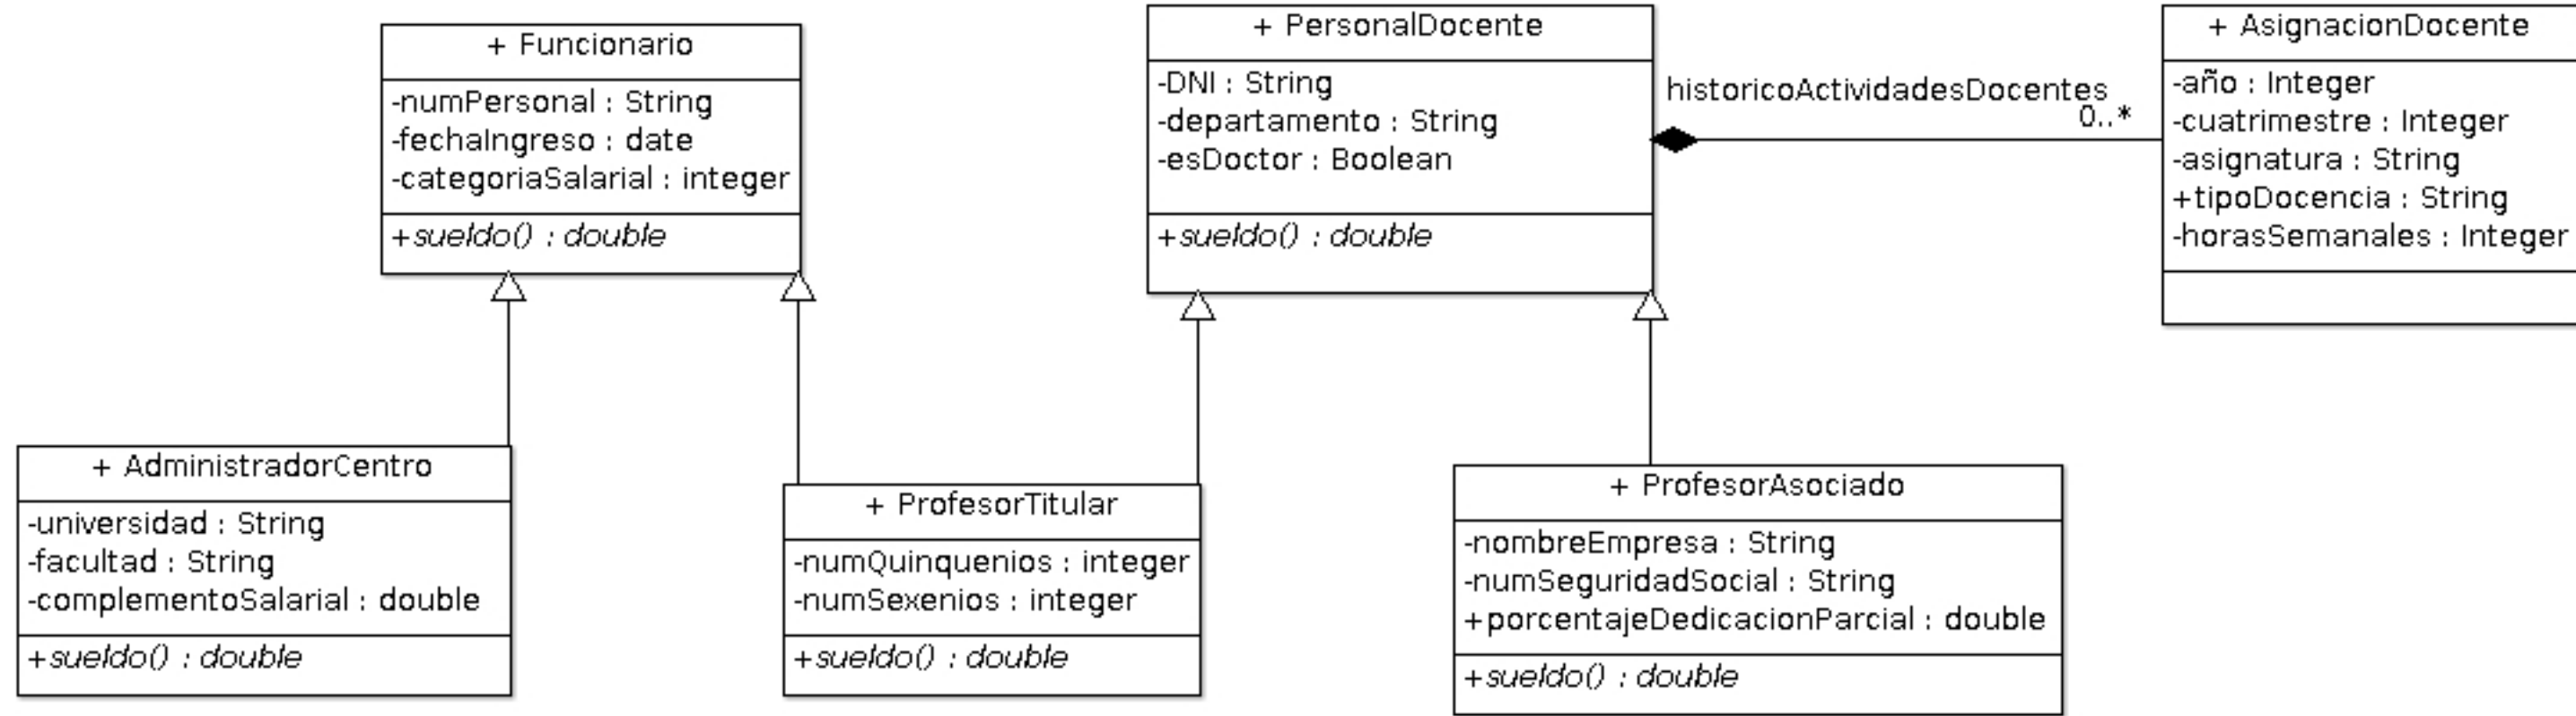 + Funcionario
-numPersonal : String
-fechaIngreso : date
-categoriaSalarial : integer
+sueldo() : double
+ PersonalDocente
-DNI : String
-departamento : String
-esDoctor : Boolean
+sueldo() : double
historicoActividadesDocentes
0..*
+ AsignacionDocente
-año : Integer
-cuatrimestre : Integer
-asignatura : String
+tipoDocencia : String
-horasSemanales : Integer
+ AdministradorCentro
-universidad : String
-facultad : String
-complementoSalarial : double
+sueldo() : double
+ ProfesorTitular
-numQuinquenios : integer
-numSexenios : integer
+sueldo() : double
+ ProfesorAsociado
-nombreEmpresa : String
-numSeguridadSocial : String
+porcentajeDedicacionParcial : double
+sueldo() : double